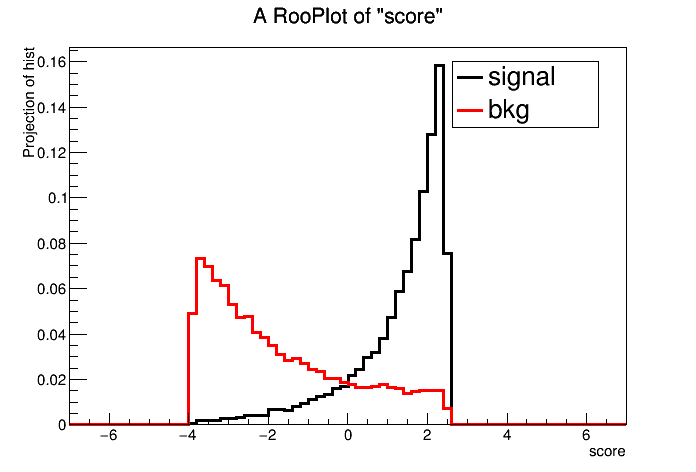 A RooPlot of "score"
Projection of hist
0.16
0.14
0.12
0.1
0.08
0.06
0.04
0.02
0
signal
bkg
−6 −4 −2 0 2 4 6
score